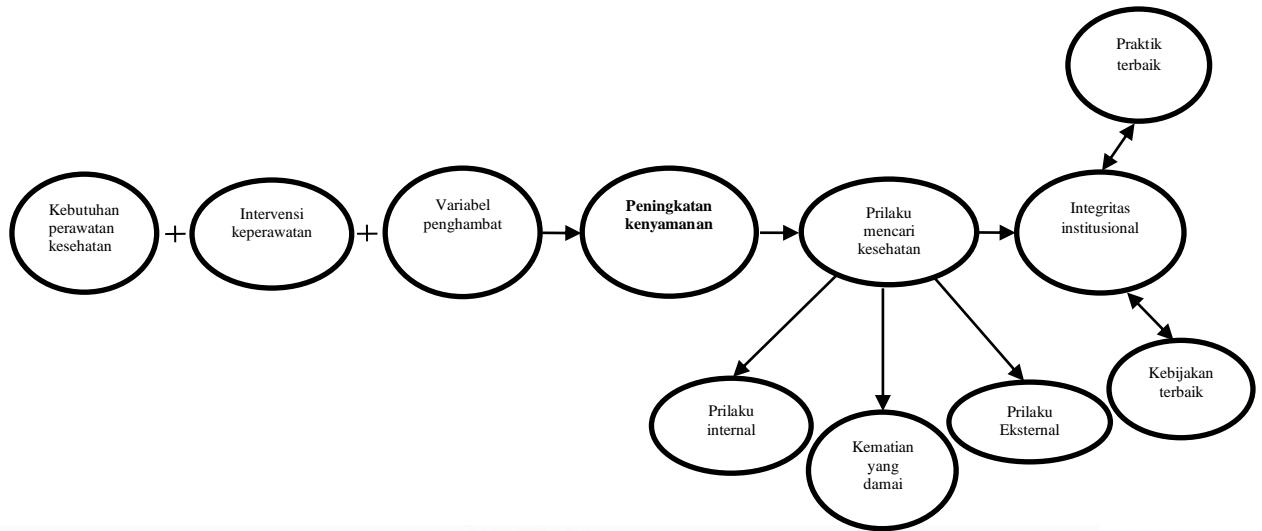 Praktik
terbaik
Kebutuhan
perawatan
kesehatan
+
Intervensi
keperawatan
+
Variabel
penghambat
Peningkatan
kenyamanan
Prilaku
mencari
kesehatan
Integritas
institusional
Prilaku
internal
Kematian
yang
damai
Prilaku
Eksternal
Kebijakan
terbaik